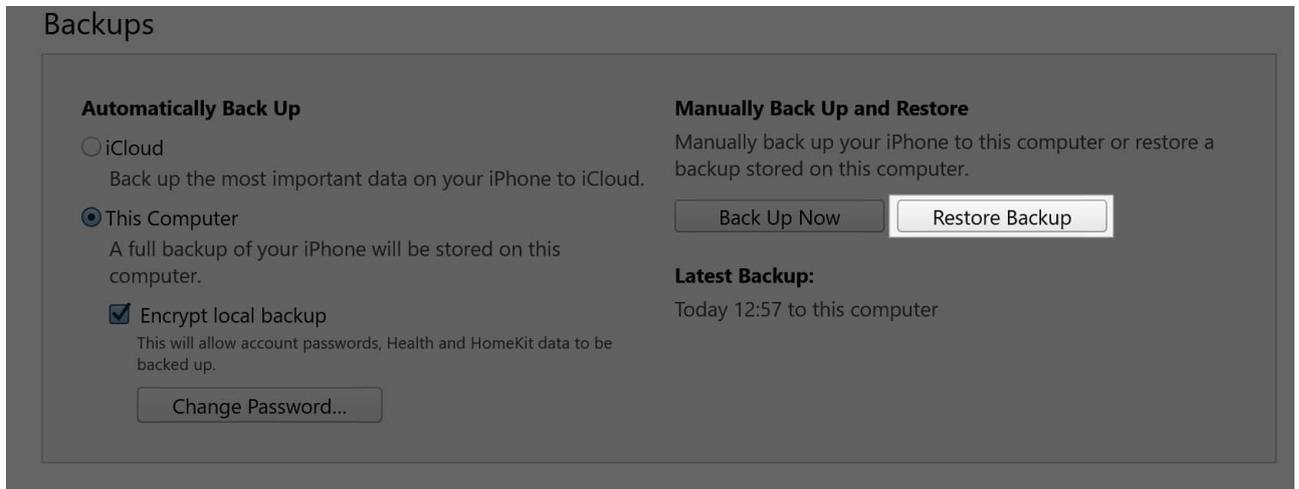 Backups
Automatically Back Up
iCloud
Back up the most important data on your iPhone to iCloud.
This Computer
A full backup of your iPhone will be stored on this
computer.
Encrypt local backup
This will allow account passwords, Health and HomeKit data to be
backed up.
Change Password...
Manually Back Up and Restore
Manually back up your iPhone to this computer or restore a
backup stored on this computer.
Back Up Now
Restore Backup
Latest Backup:
Today 12:57 to this computer